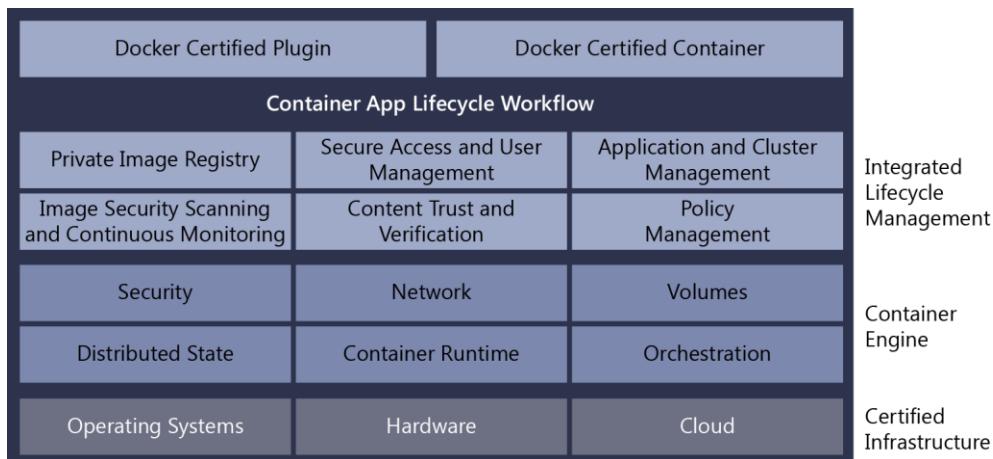 Docker Certified Plugin
Docker Certified Container
Container App Lifecycle Workflow
Private Image Registry
Secure Access and User
Management
Application and Cluster
Management
Image Security Scanning
and Continuous Monitoring
Content Trust and
Verification
Policy
Management
Integrated
Lifecycle
Management
Security
Network
Volumes
Distributed State
Container Runtime
Orchestration
Container
Engine
Operating Systems
Hardware
Cloud
Certified
Infrastructure